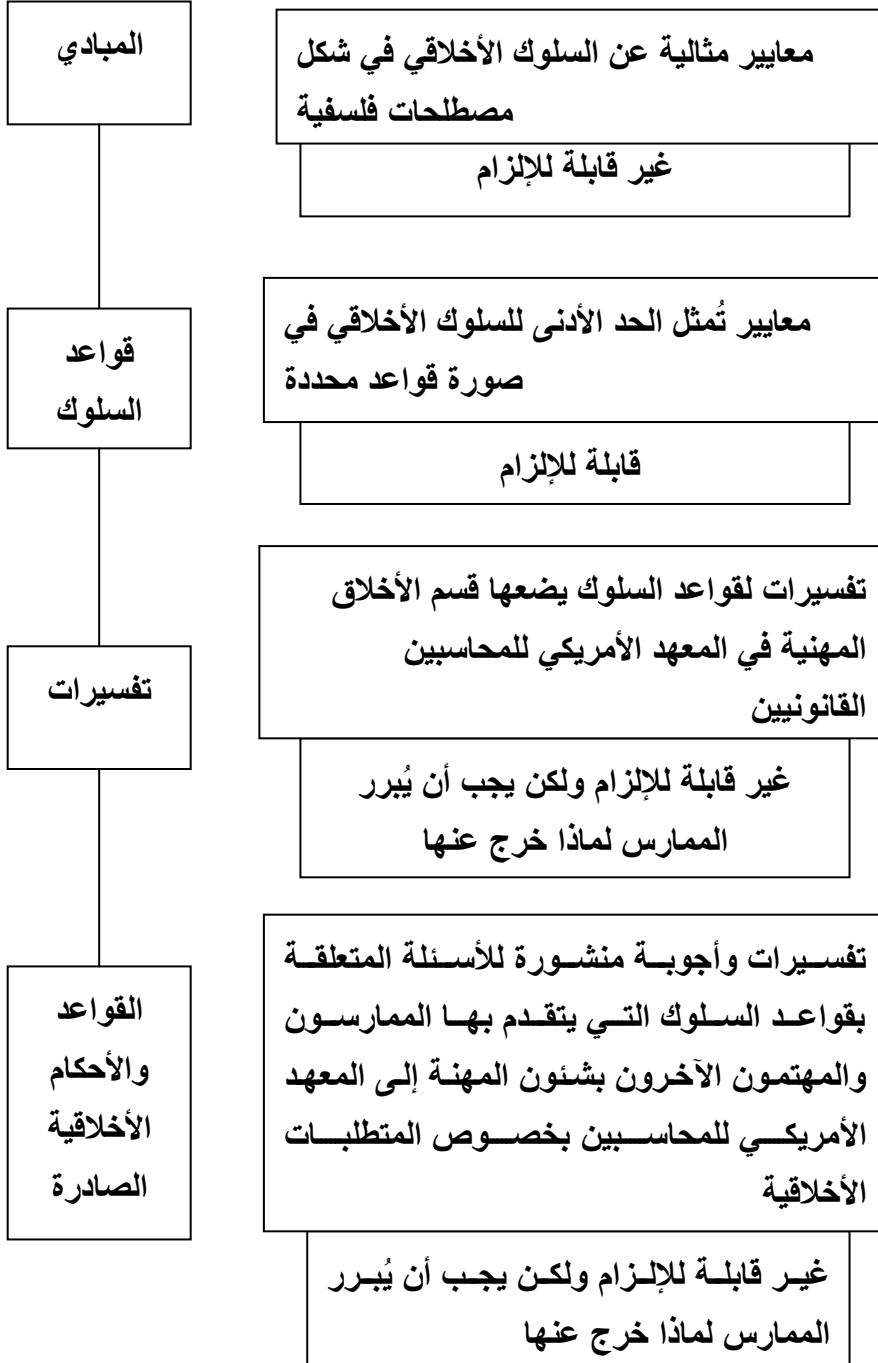 المبادي
معايير مثالية عن السلوك الأخلاقي في شكل
مصطلحات فلسفية
غير قابلة للإلزام
قواعد
السلوك
معايير تُمثل الحد الأدنى للسلوك الأخلاقي في
صورة قواعد محددة
قابلة للإلزام
تفسيرات
تفسيرات لقواعد السلوك يضعها قسم الأخلاق
المهنية في المعهد الأمريكي للمحاسبين
القانونيين
غير قابلة للإلزام ولكن يجب أن يُبرر
الممارس لماذا خرج عنها
القواعد
والأحكام
الأخلاقية
الصادرة
تفسيرات وأجوبة منشورة للأسئلة المتعلقة
بقواعد السلوك التي يتقدم بها الممارسون
والمهتمون الآخرون بشئون المهنة إلى المعهد
الأمريكي للمحاسبين بخصوص المتطلبات
الأخلاقية
غير قابلة للإلزام ولكن يجب أن يُبرر
الممارس لماذا خرج عنها